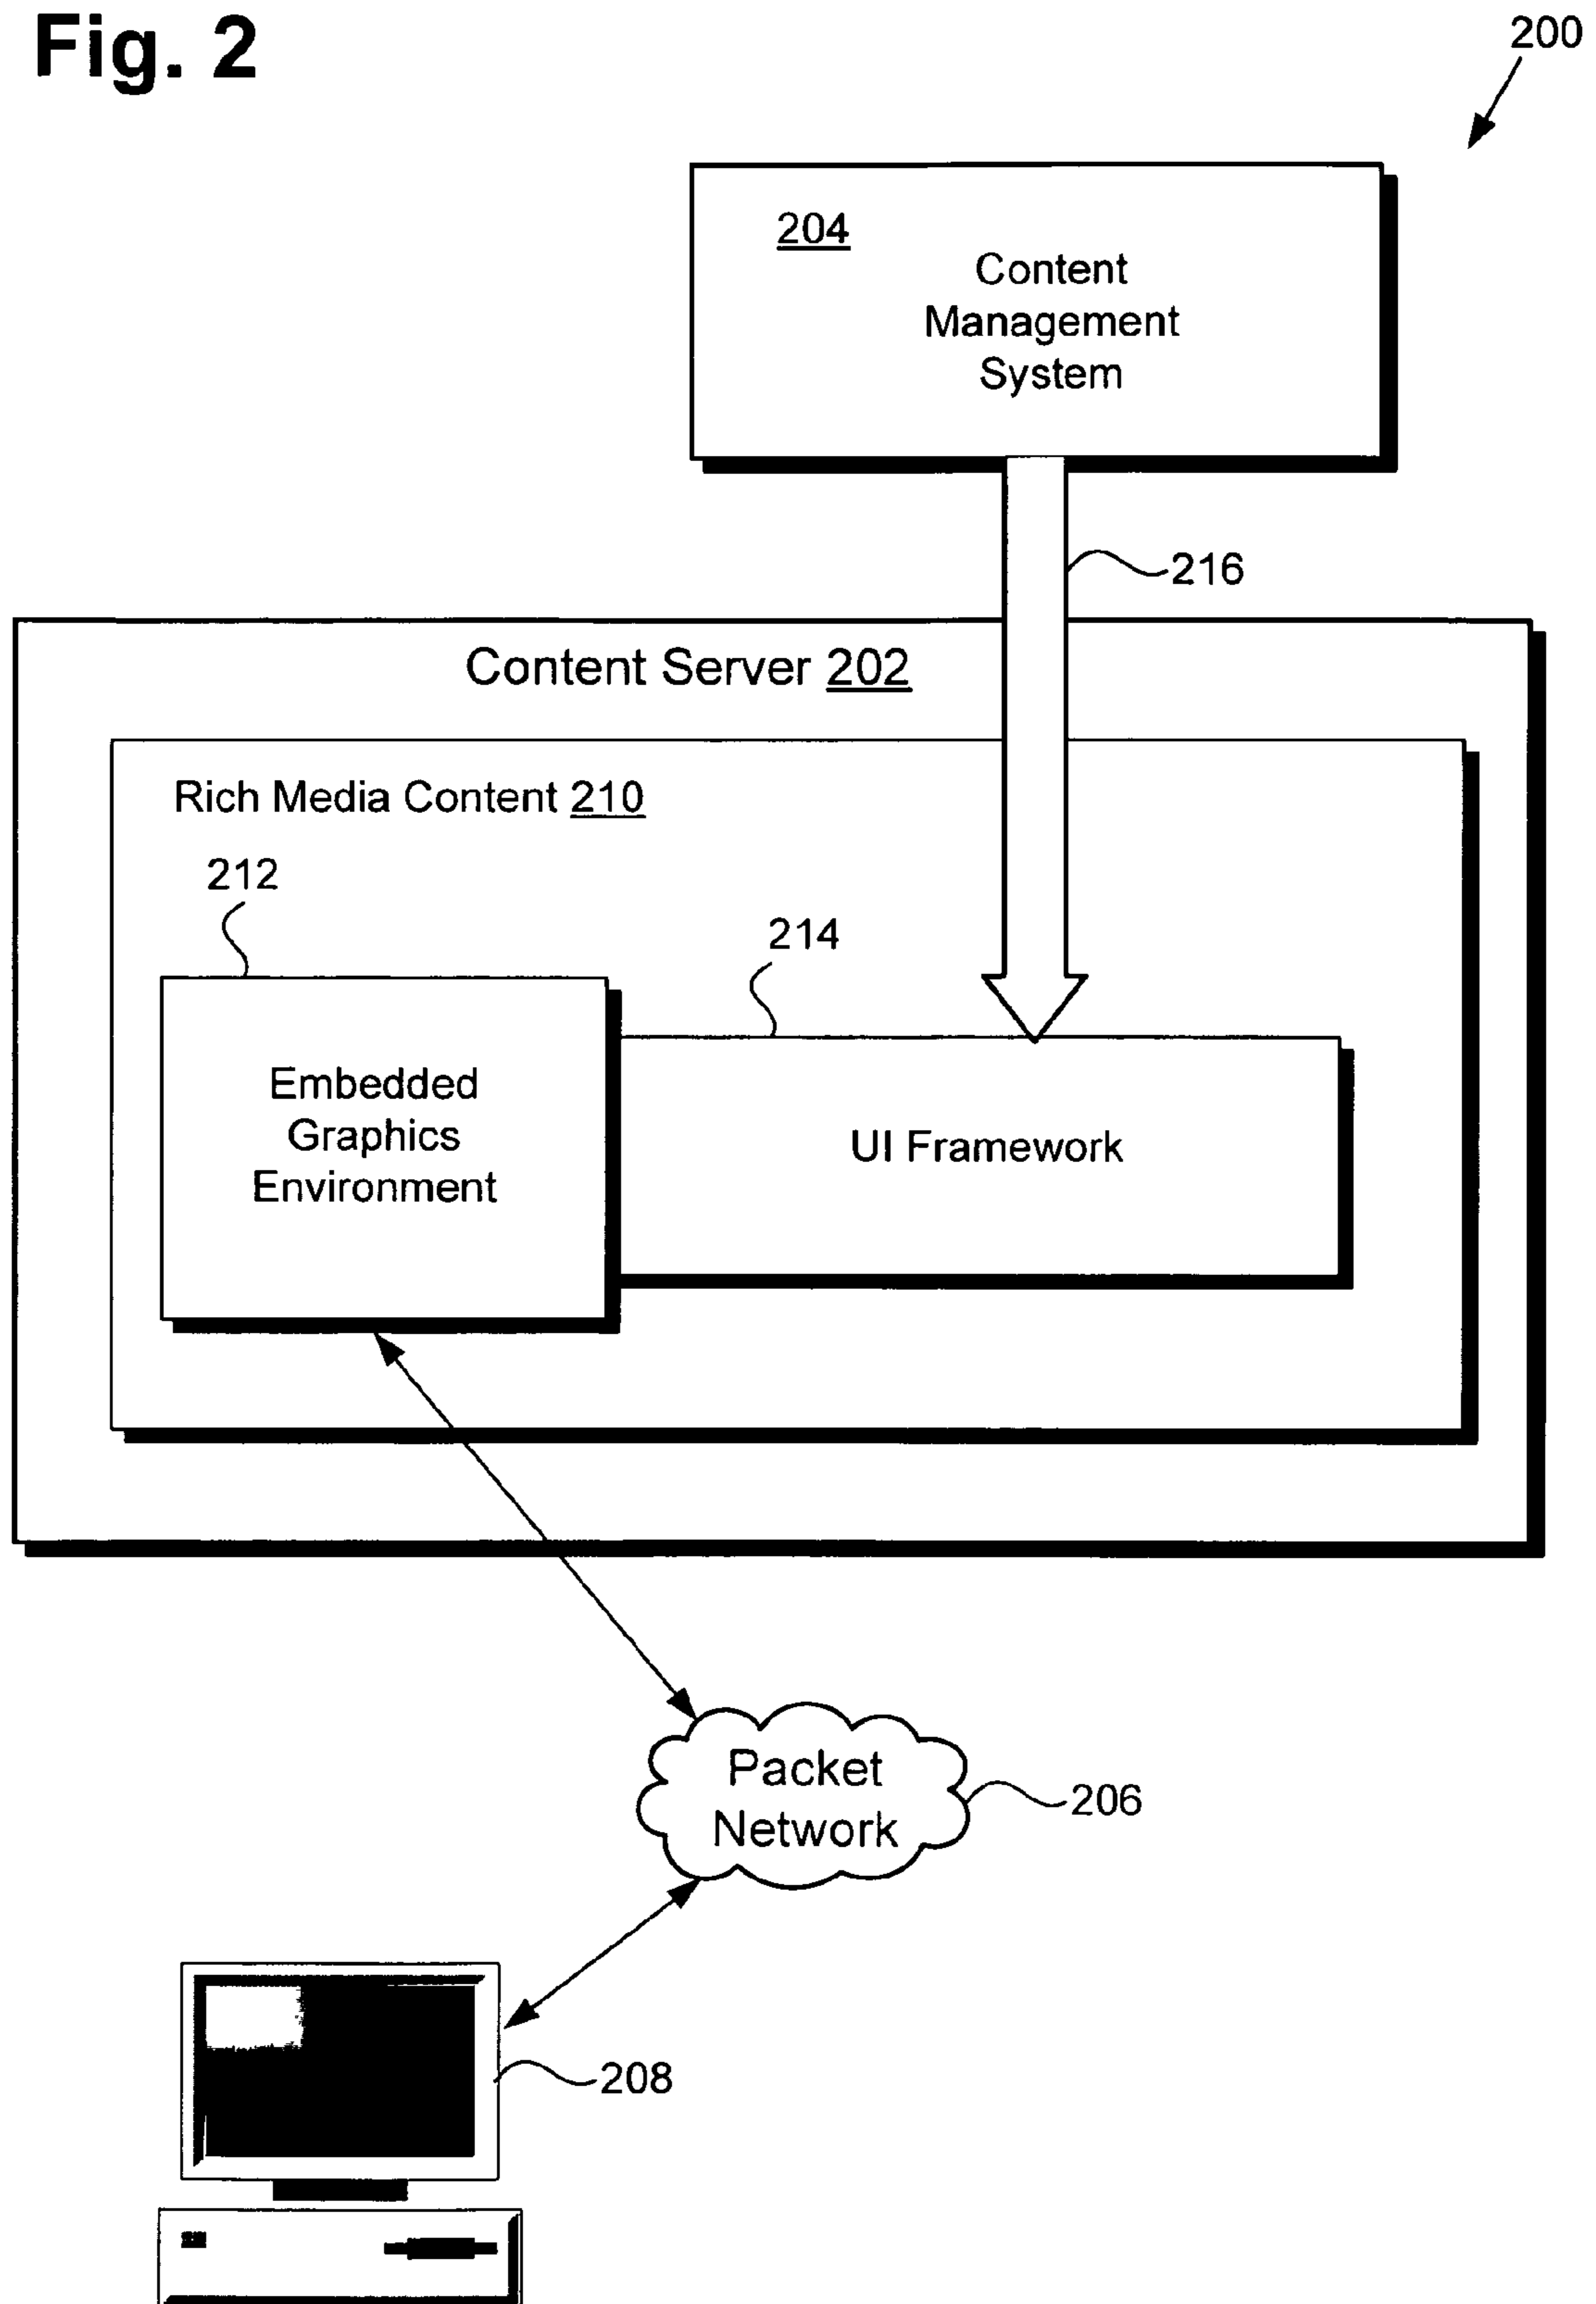 Fig. 2
200
204
Content
Management
System
216
Content Server 202
Rich Media Content 210
212
214
Embedded
Graphics
Environment
UI Framework
Packet
Network
206
208